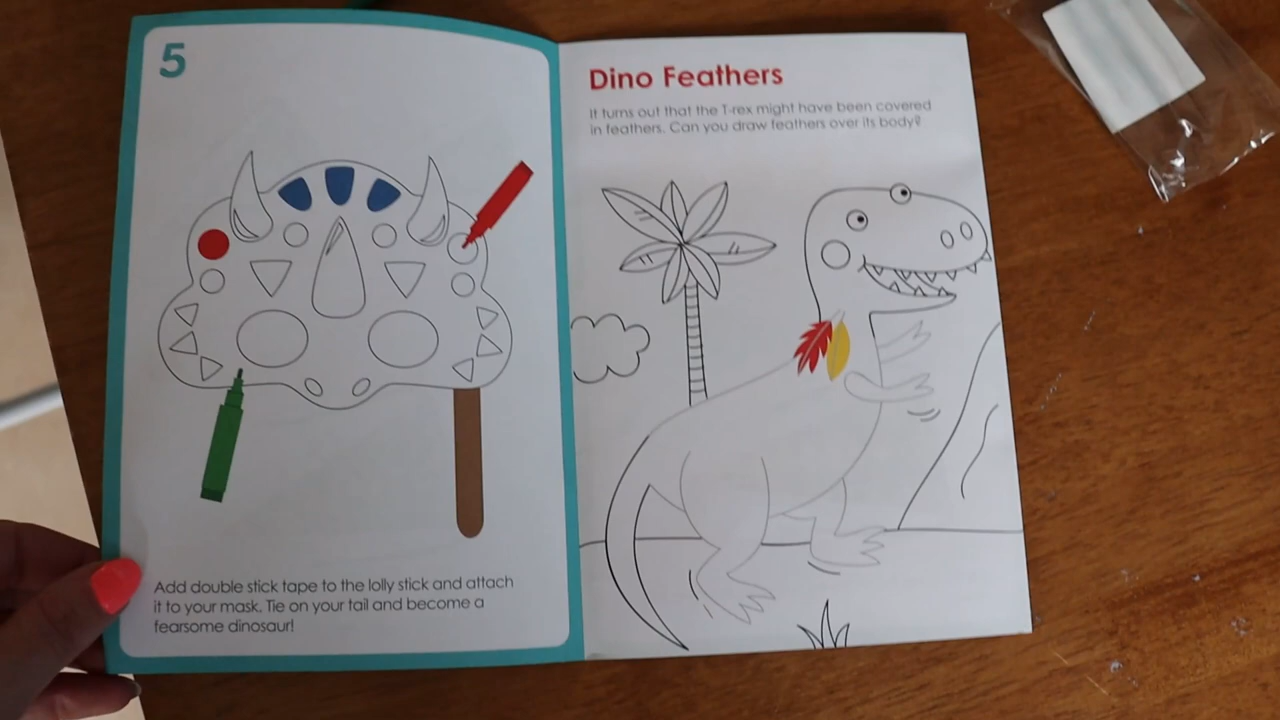 5
Add double stick tape to the lolly stick and attach
it to your mask. Tie on your tail and become a
fearsome dinosaur!
Dino Feathers
It turns out that the T-rex might have been covered
in feathers. Can you draw feathers over its body?